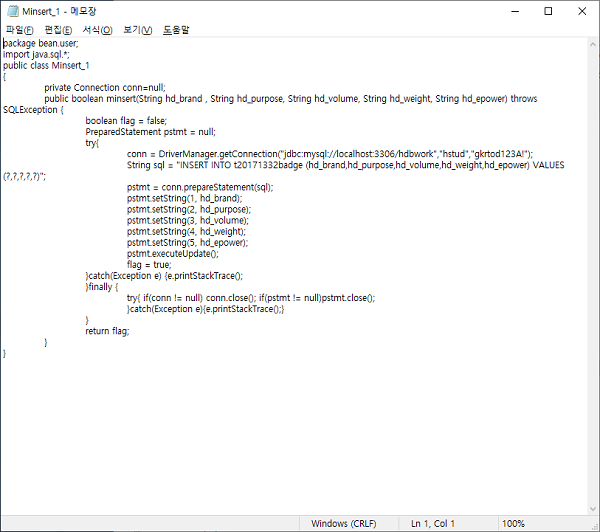 Minsert_1 - 메모장
파일(F) 편집(E) 서식(O) 보기(V) 도움말
package bean.user;
import java.sql.*;
public class Minsert_1
{
private Connection conn=null;
public boolean minsert(String hd_brand , String hd_purpose, String hd_volume, String hd_weight, String hd_epower) throws
SQLException {
boolean flag = false;
PreparedStatement pstmt = null;
try{
conn = DriverManager.getConnection("jdbc:mysql://localhost:3306/hdbwork","hstud","gkrtod123A!");
String sql = "INSERT INTO t20171332badge (hd_brand,hd_purpose,hd_volume,hd_weight,hd_epower) VALUES
(?,?,?,?,?)";
pstmt = conn.prepareStatement(sql);
pstmt.setString(1, hd_brand);
pstmt.setString(2, hd_purpose);
pstmt.setString(3, hd_volume);
pstmt.setString(4, hd_weight);
pstmt.setString(5, hd_epower);
pstmt.executeUpdate();
flag = true;
}catch(Exception e) {e.printStackTrace();
}finally {
try{ if(conn != null) conn.close(); if(pstmt != null)pstmt.close();
}catch(Exception e){e.printStackTrace();}
}
return flag;
}
}
Windows (CRLF) Ln 1, Col 1 100%